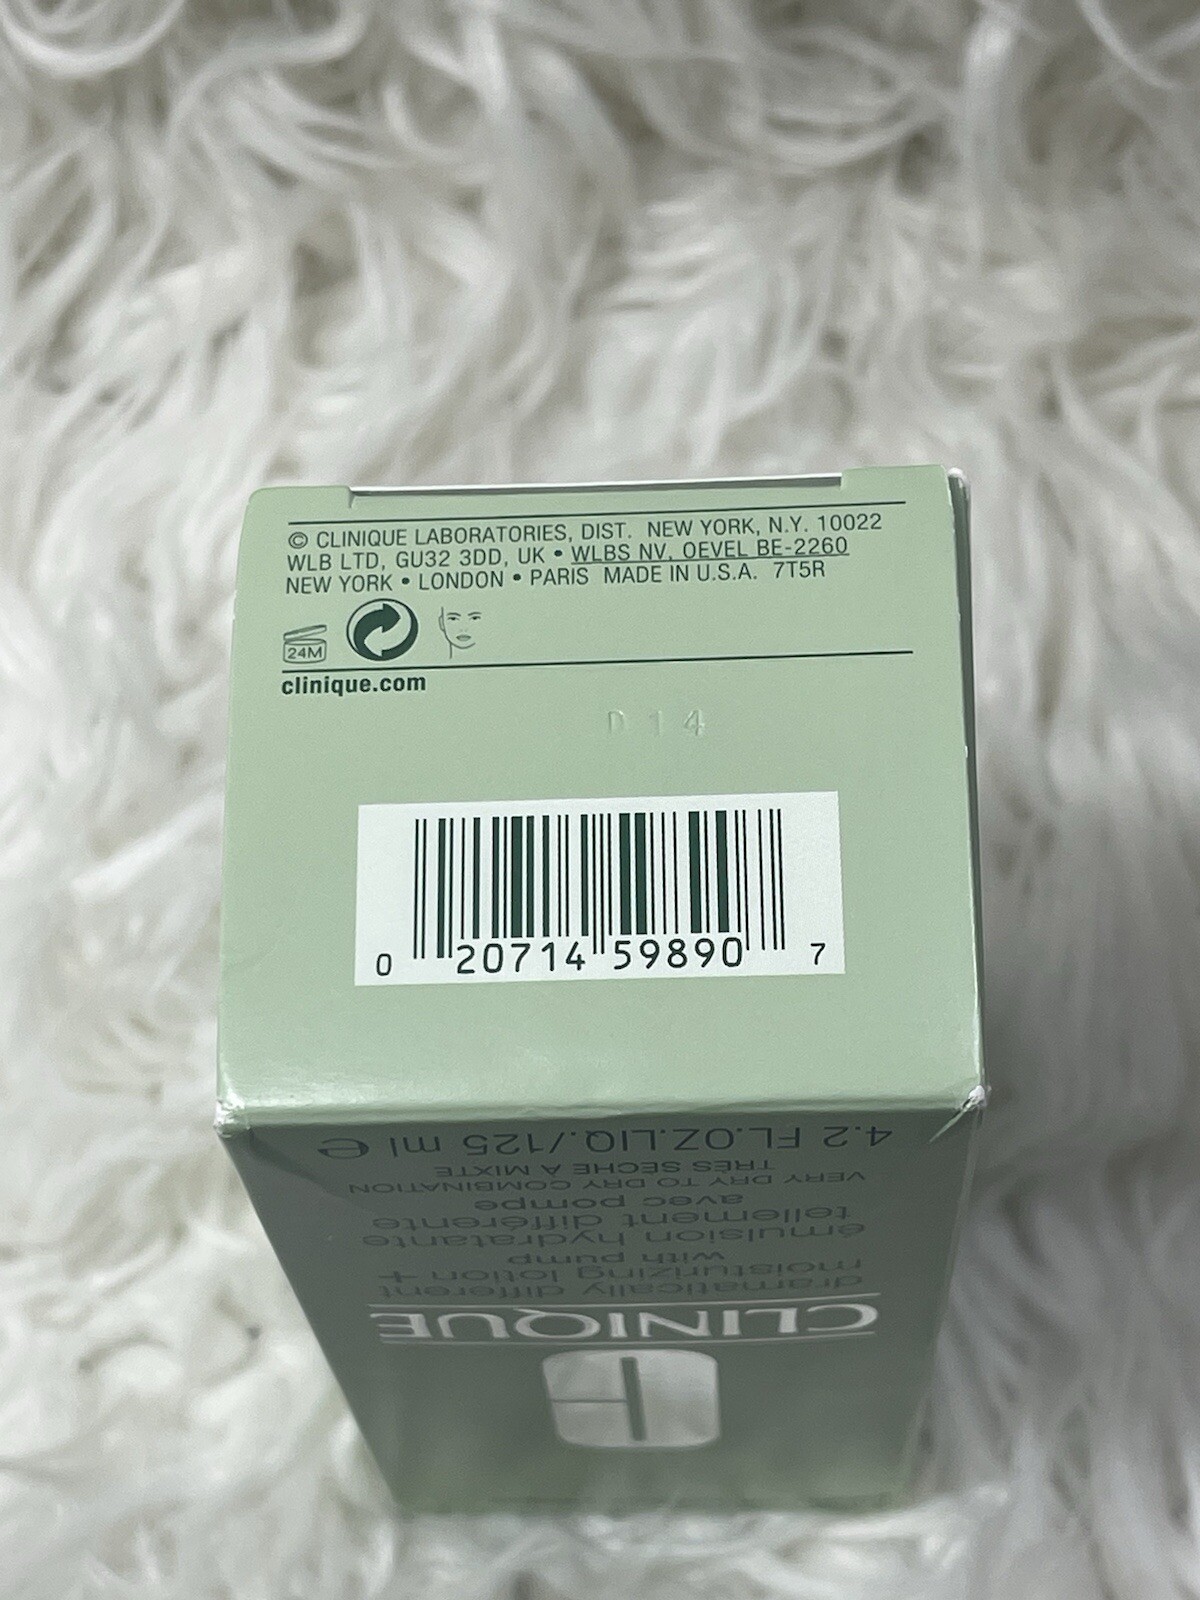 © CLINIQUE LABORATORIES, DIST. NEW YORK, N.Y. 10022
WLB LTD, GU32 3DD, UK • WLBS NV, OEVEL BE-2260
NEW YORK • LONDON • PARIS MADE IN U.S.A. 7T5R
24M
clinique.com
D 14
0 20714 59890 7
CLINIQUE
dramatically different
moisturizing lotion +
with pump
émulsion hydratante
tellement différente
avec pompe
VERY DRY TO DRY COMBINATION
TRÈS SÈCHE A MIXTE
4.2 FL.OZ.LIQ./125 ml ℮